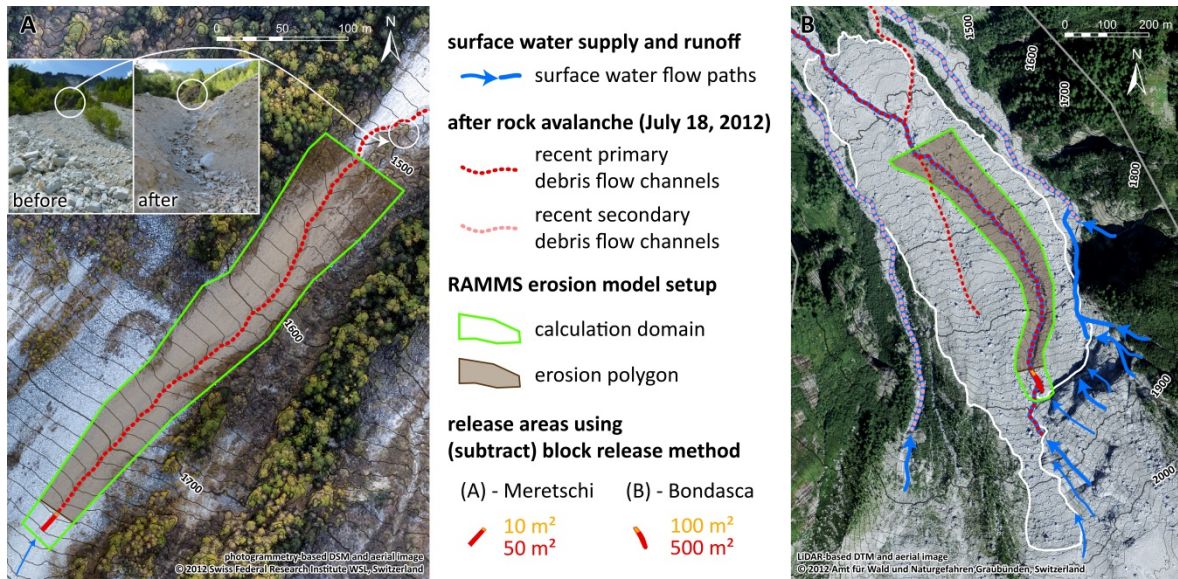 A
0 50 100 m
N
before
after
1500
1600
1700
photogrammetry-based DSM and aerial image
© 2012 Swiss Federal Research Institute WSL, Switzerland
surface water supply and runoff
surface water flow paths
after rock avalanche (July 18, 2012)
recent primary
debris flow channels
recent secondary
debris flow channels
RAMMS erosion model setup
calculation domain
erosion polygon
release areas using
(subtract) block release method
(A) - Meretschi
(B) - Bondasca
10 m²
50 m²
100 m²
500 m²
B
0 100 200 m
N
1500
1600
1700
1800
1900
2000
LiDAR-based DTM and aerial image
© 2012 Amt für Wald und Naturgefahren Graubünden, Switzerland